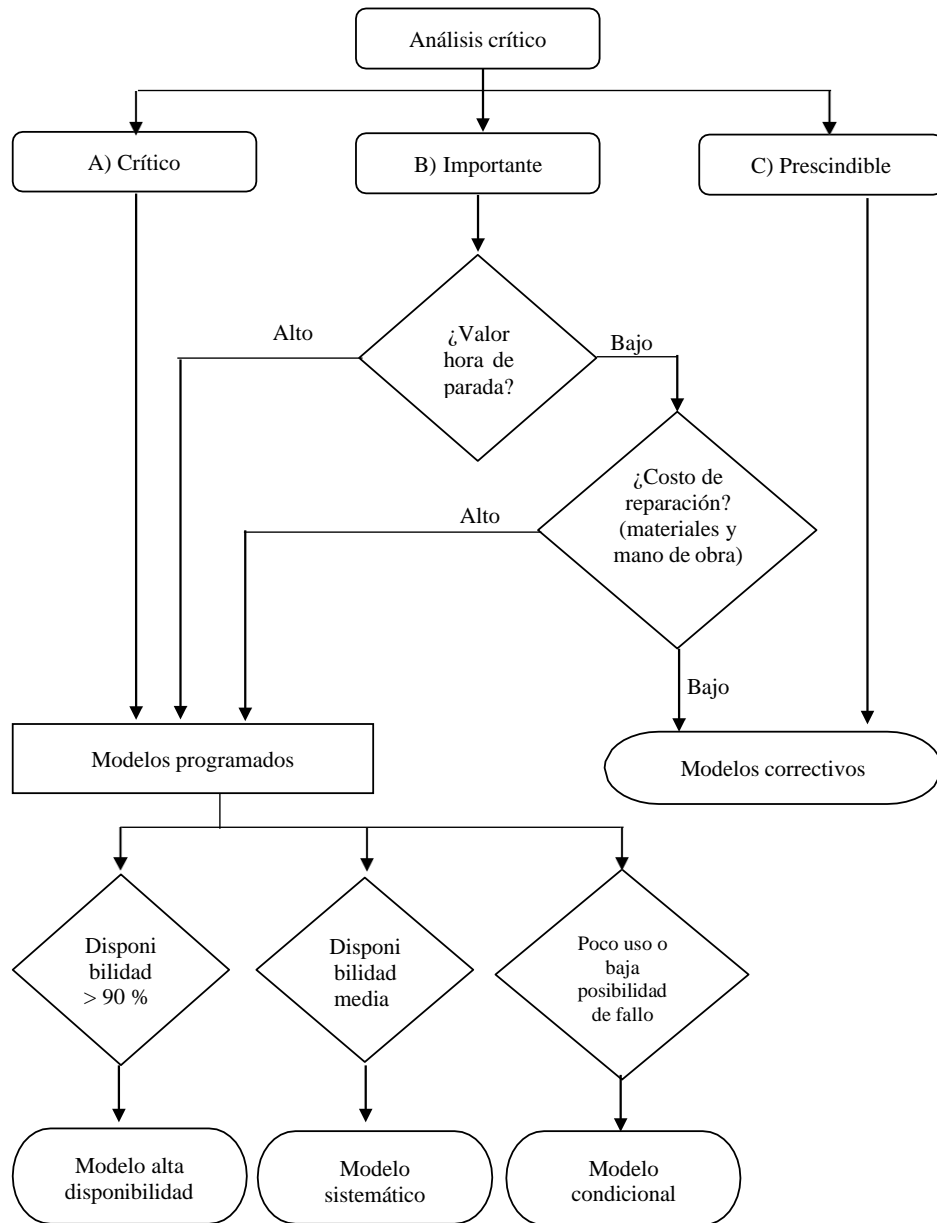 Análisis crítico
A) Crítico
B) Importante
C) Prescindible
¿Valor
hora de
parada?
Alto
Bajo
¿Costo de
reparación?
(materiales y
mano de obra)
Alto
Bajo
Modelos programados
Modelos correctivos
Disponi
bilidad
> 90 %
Disponi
bilidad
media
Poco uso o
baja
posibilidad
de fallo
Modelo alta
disponibilidad
Modelo
sistemático
Modelo
condicional